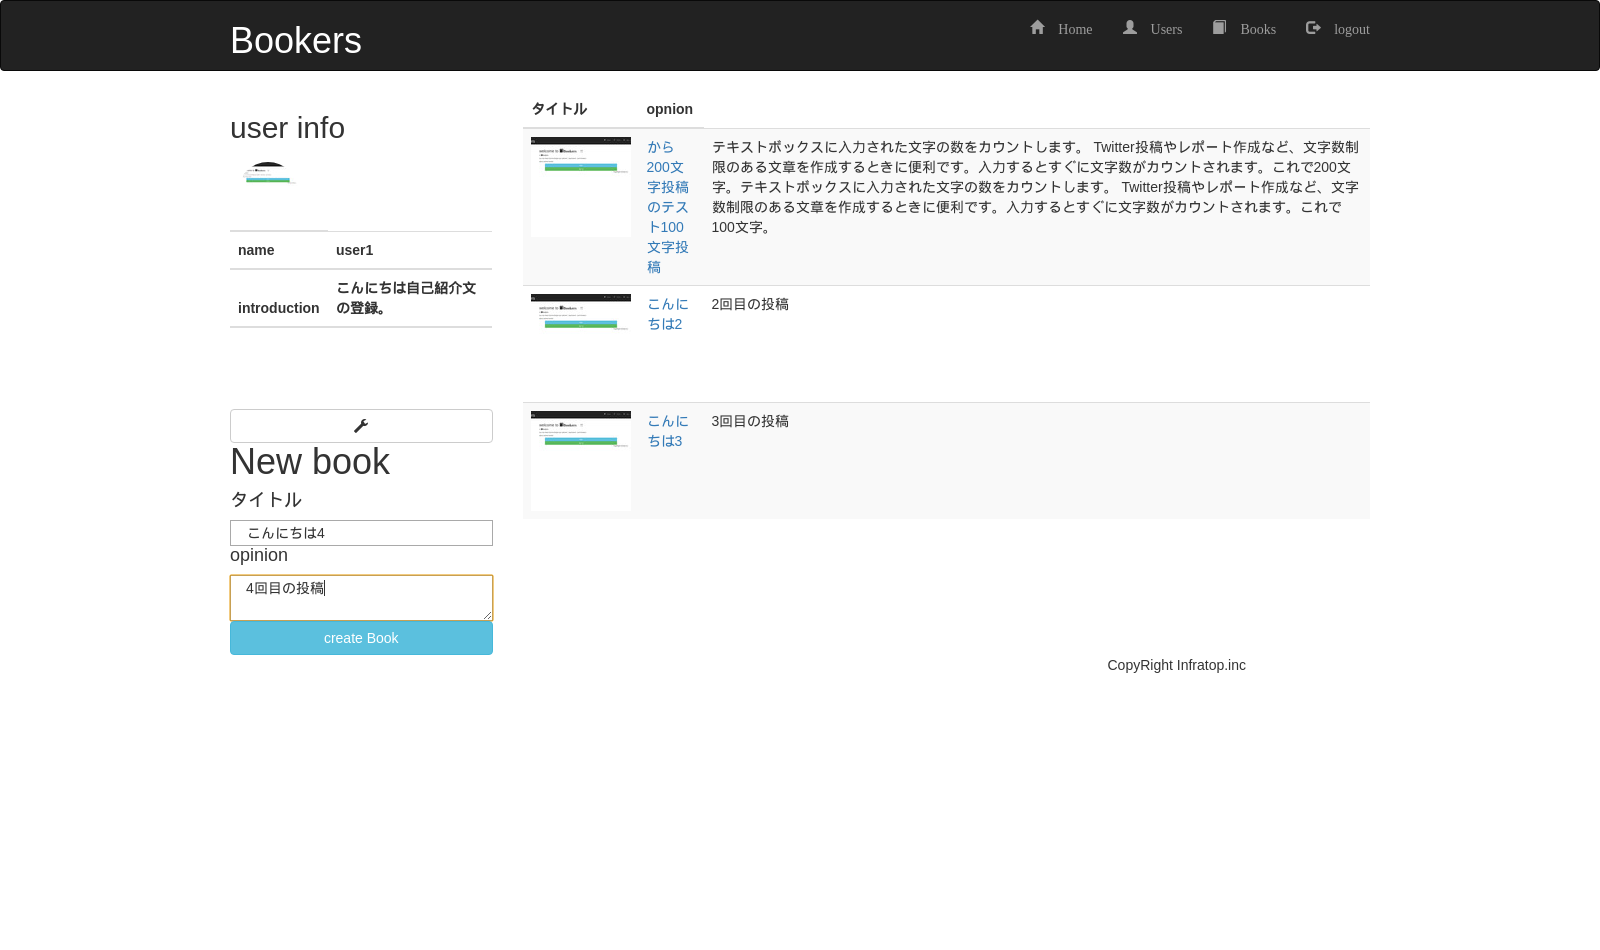 Bookers
Home Users Books logout
user info
name user1
introduction こんにちは自己紹介文
の登録。
New book
タイトル
こんにちは4
opinion
4回目の投稿
create Book
タイトル opnion
から
200文
字投稿
のテス
ト100
文字投
稿
テキストボックスに入力された文字の数をカウントします。 Twitter投稿やレポート作成など、文字数制
限のある文章を作成するときに便利です。入力するとすぐに文字数がカウントされます。これで200文
字。テキストボックスに入力された文字の数をカウントします。 Twitter投稿やレポート作成など、文字
数制限のある文章を作成するときに便利です。入力するとすぐに文字数がカウントされます。これで
100文字。
こんに
ちは2
2回目の投稿
こんに
ちは3
3回目の投稿
CopyRight Infratop.inc